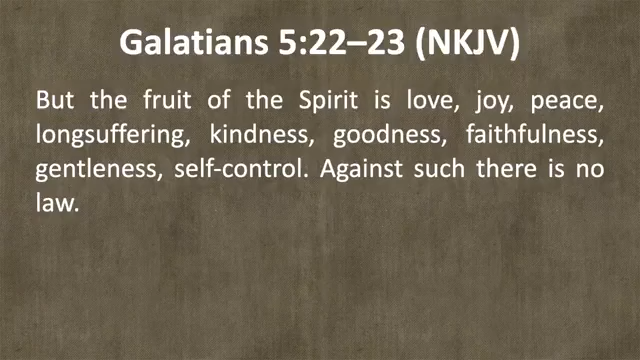 Galatians 5:22–23 (NKJV)
But the fruit of the Spirit is love, joy, peace,
longsuffering, kindness, goodness, faithfulness,
gentleness, self-control. Against such there is no
law.